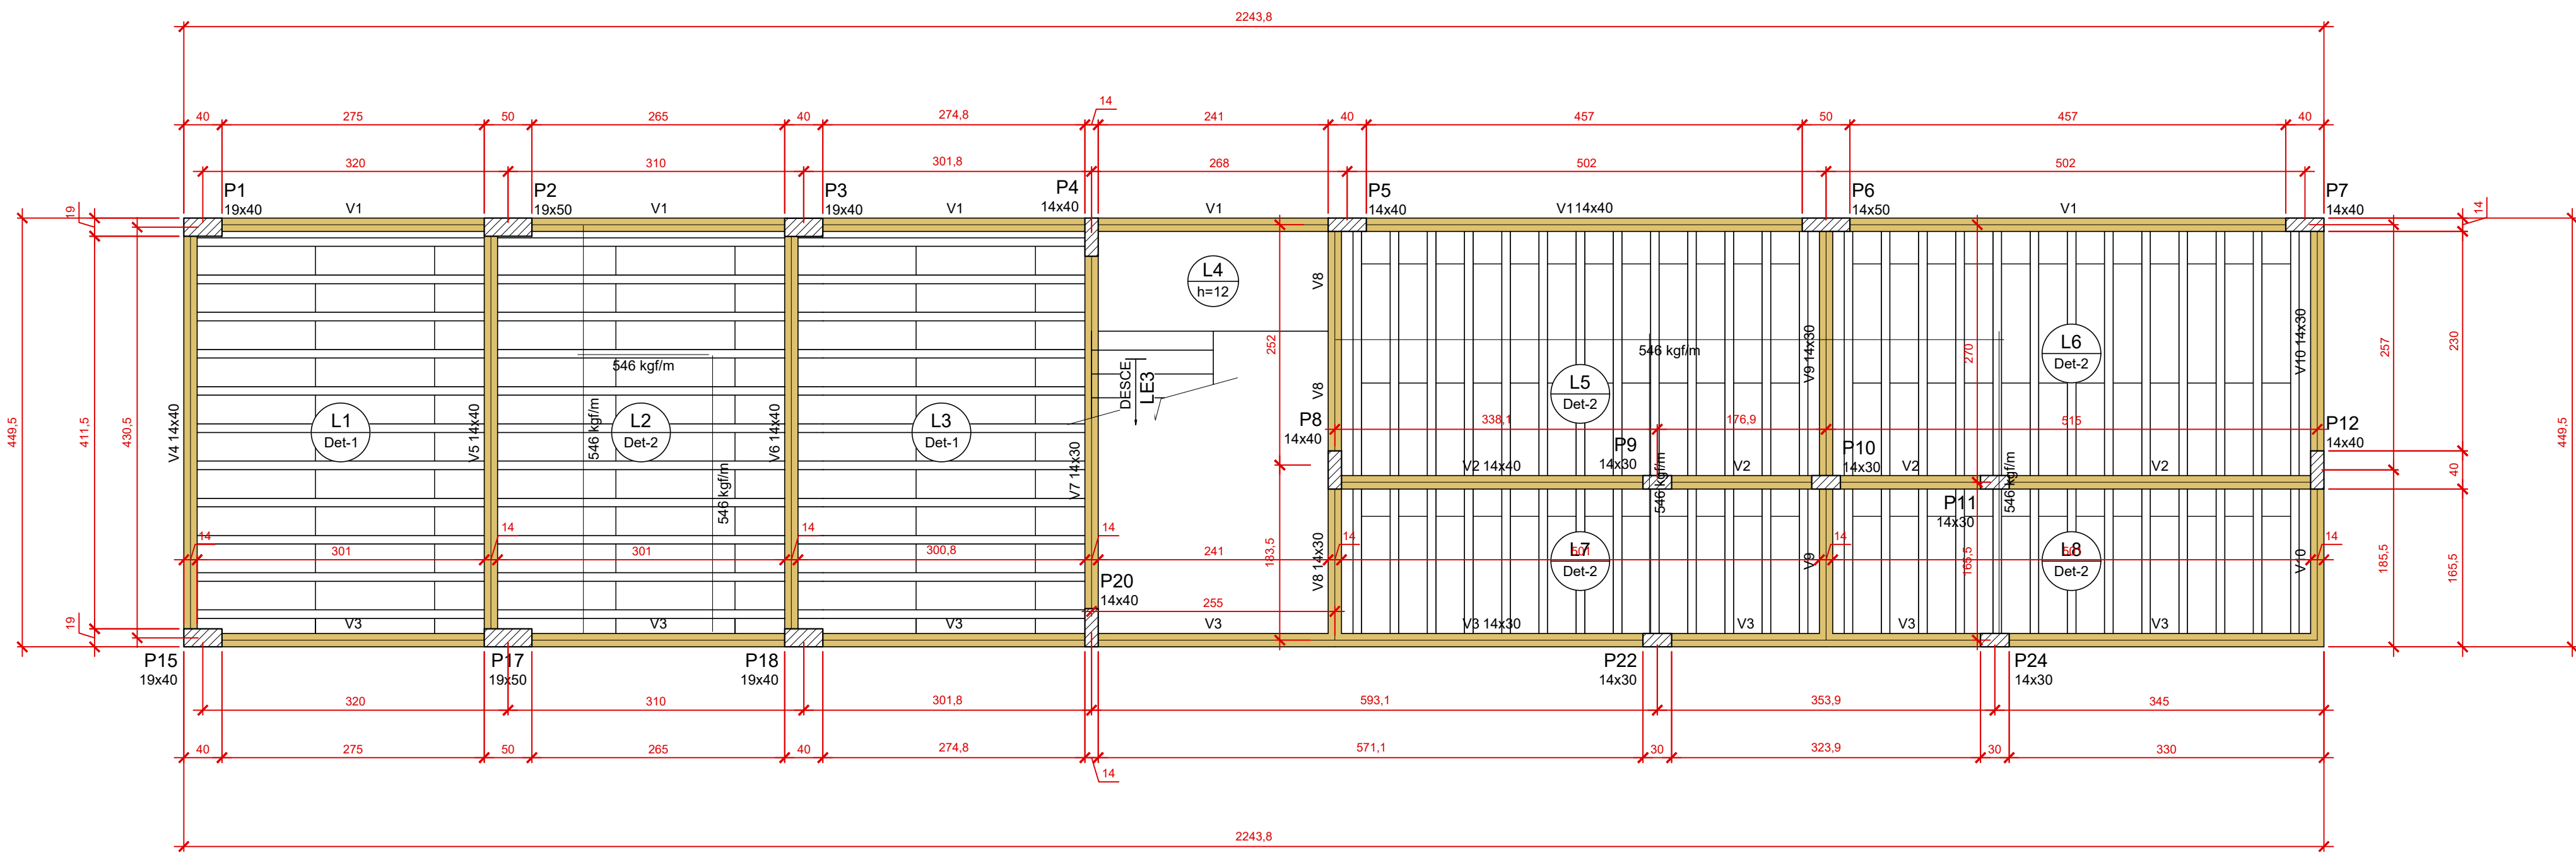 2243,8
40 275 50 265 40 274,8 14 241 40 457 50 457 40
320 310 301,8 268 502 502
P1
19x40
P2
19x50
P3
19x40
P4
14x40
P5
14x40
P6
14x50
P7
14x40
V1 V1 V1 V1 V1 14x40 V1
19
14
449,5
411,5
430,5
19
L1
Det-1
L2
Det-2
L3
Det-1
L4
h=12
L5
Det-2
L6
Det-2
L7
Det-2
L8
Det-2
546 kgf/m
546 kgf/m
546 kgf/m
546 kgf/m
546 kgf/m
546 kgf/m
V4 14x40
V5 14x40
V6 14x40
V7 14x30
V8
V8
V8 14x30
V9 14x30
V9
V10 14x30
V10
DESCE
LE3
252
183,5
270
165,5
257
230
40
185,5
165,5
449,5
338,1 176,9 515
P8
14x40
P9
14x30
P10
14x30
P11
14x30
P12
14x40
V2 14x40 V2 V2 V2
14 301 14 301 14 300,8 14 241 14 501 14 501 14
255
P20
14x40
V3 V3 V3 V3 V3 14x30 V3 V3 V3
P15
19x40
P17
19x50
P18
19x40
P22
14x30
P24
14x30
320 310 301,8 593,1 353,9 345
40 275 50 265 40 274,8 14 571,1 30 323,9 30 330
2243,8